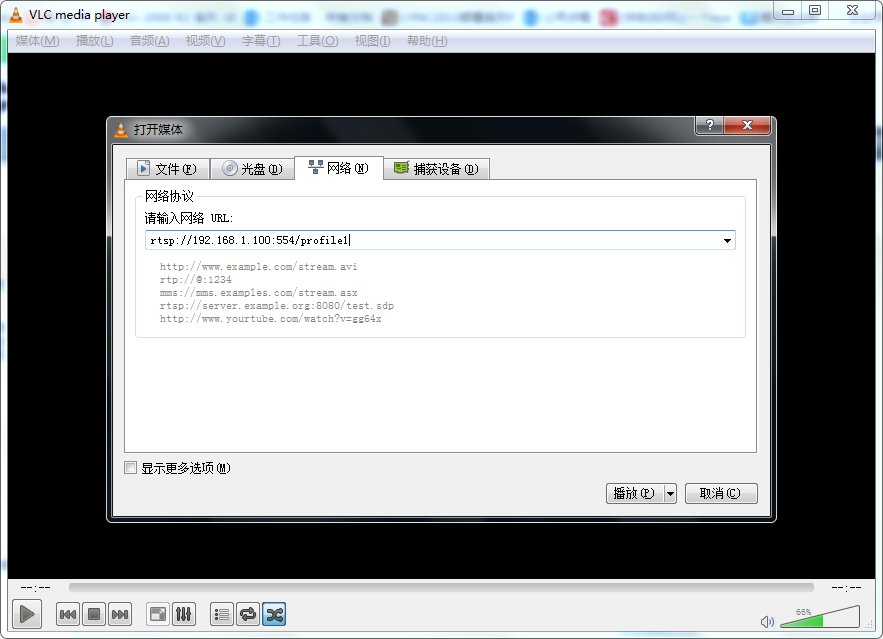 VLC media player
媒体(M) 播放(L) 音频(A) 视频(V) 字幕(T) 工具(O) 视图(I) 帮助(H)
打开媒体
文件(F) 光盘(D) 网络(N) 捕获设备(D)
网络协议
请输入网络 URL:
rtsp://192.168.1.100:554/profile1
http://www.example.com/stream.avi
rtp://@:1234
mms://mms.examples.com/stream.asx
rtsp://server.example.org:8080/test.sdp
http://www.yourtube.com/watch?v=gg64x
显示更多选项(M)
播放(P) 取消(C)
--:-- --:--
66%